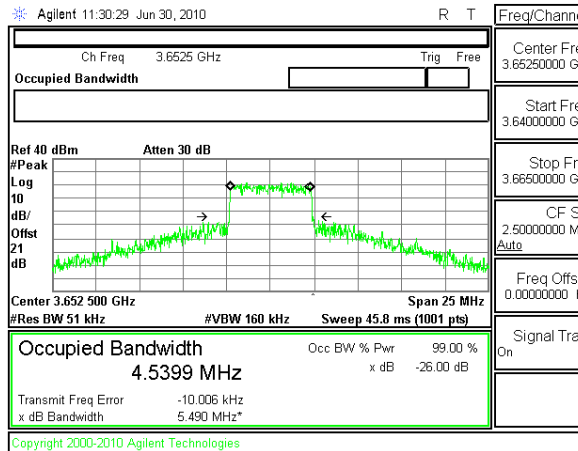 Agilent 11:30:29 Jun 30, 2010 R T
Freq/Channe
Ch Freq 3.6525 GHz Trig Free
Occupied Bandwidth
Center Fre
3.65250000 G
Start Fre
3.64000000 G
Stop Fr
3.66500000 G
CF S
2.50000000 M
Auto
Freq Offs
0.00000000
Signal Tra
On
Ref 40 dBm Atten 30 dB
#Peak
Log
10
dB/
Offst
21
dB
Center 3.652 500 GHz Span 25 MHz
#Res BW 51 kHz #VBW 160 kHz Sweep 45.8 ms (1001 pts)
Occupied Bandwidth Occ BW % Pwr 99.00 %
4.5399 MHz x dB -26.00 dB
Transmit Freq Error -10.006 kHz
x dB Bandwidth 5.490 MHz*
Copyright 2000-2010 Agilent Technologies